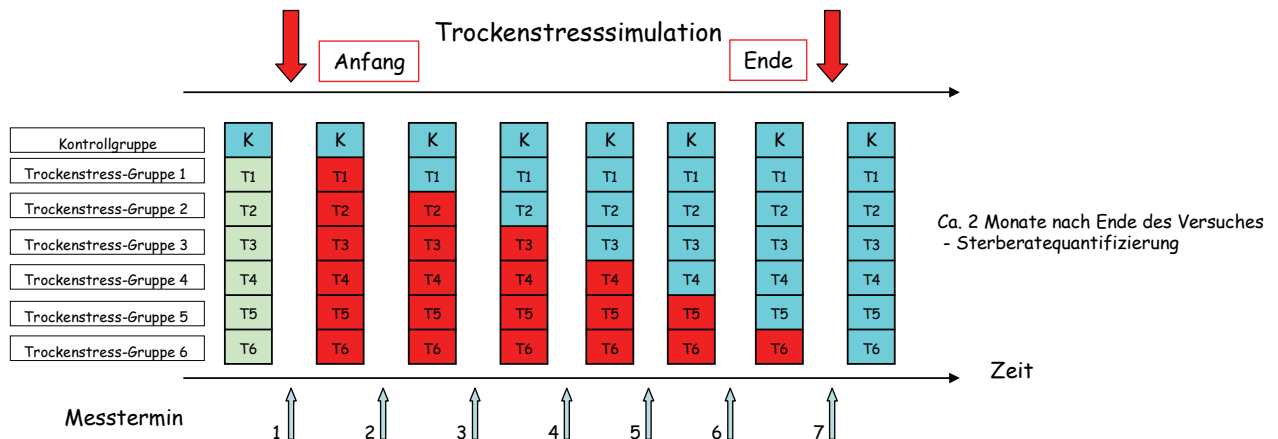 Trockenstresssimulation
Anfang
Ende
Kontrollgruppe K K K K K K K K
Trockenstress-Gruppe 1 T1 T1 T1 T1 T1 T1 T1 T1
Trockenstress-Gruppe 2 T2 T2 T2 T2 T2 T2 T2 T2
Trockenstress-Gruppe 3 T3 T3 T3 T3 T3 T3 T3 T3
Trockenstress-Gruppe 4 T4 T4 T4 T4 T4 T4 T4 T4
Trockenstress-Gruppe 5 T5 T5 T5 T5 T5 T5 T5 T5
Trockenstress-Gruppe 6 T6 T6 T6 T6 T6 T6 T6 T6
Ca. 2 Monate nach Ende des Versuches
- Sterberatequantifizierung
Zeit
Messtermin 1 2 3 4 5 6 7